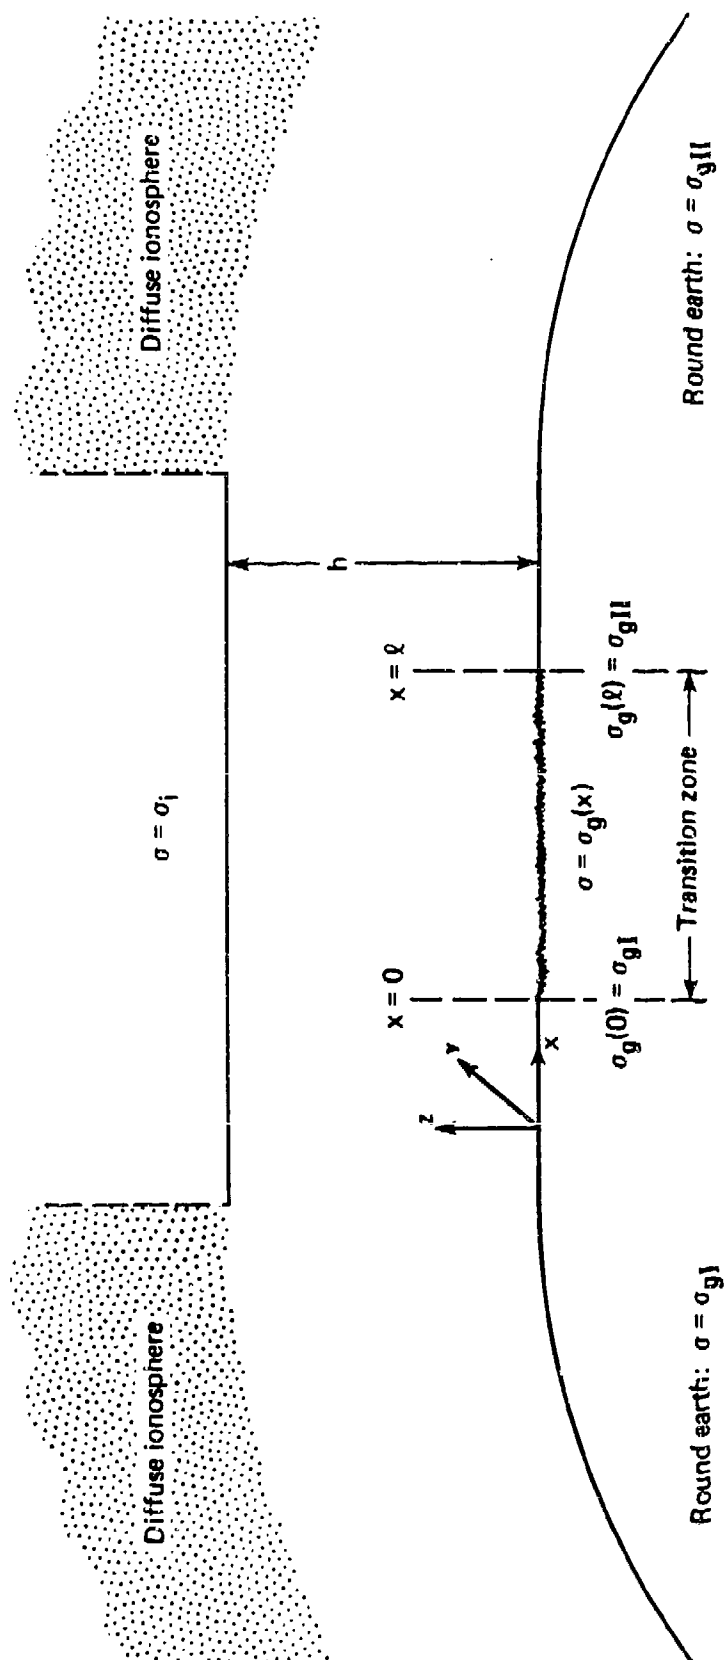 Diffuse ionosphere
Diffuse ionosphere
σ = σᵢ
h
x = 0
x = ℓ
z
y
x
σg(0) = σgI
σ = σg(x)
σg(ℓ) = σgII
Transition zone
Round earth: σ = σgI
Round earth: σ = σgII